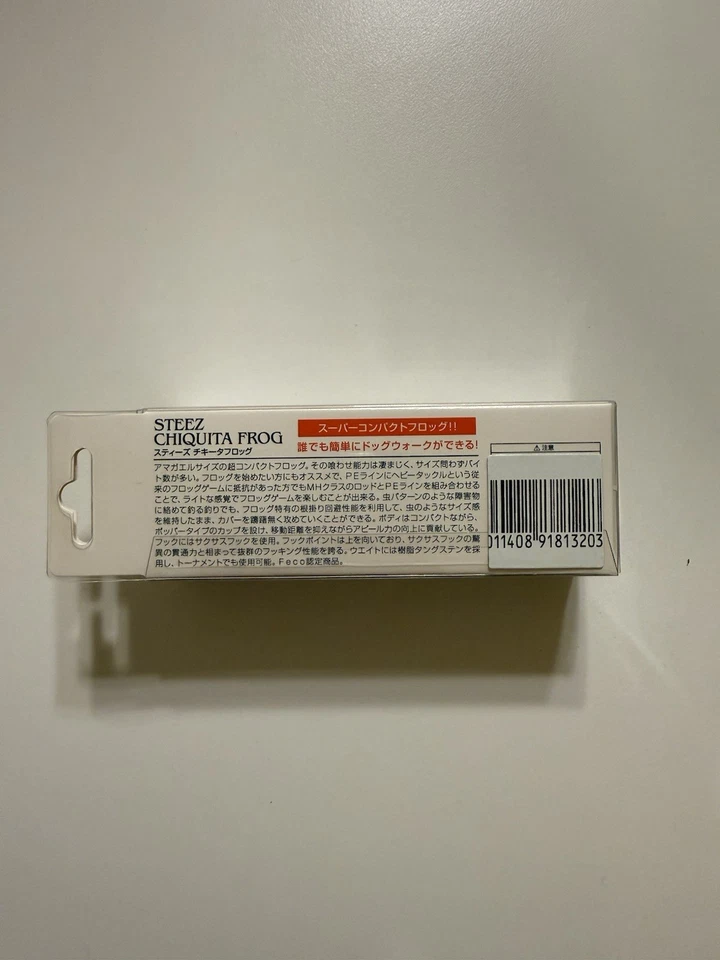 STEEZ
CHIQUITA FROG
スティーズ チキータフロッグ
スーパーコンパクトフロッグ!!
誰でも簡単にドッグウォークができる!
アマガエルサイズの超コンパクトフロッグ。その喰わせ能力は凄まじく、サイズ問わずバイ
ト数が多い。フロッグを始めたい方にもオススメで、PEラインにヘビータックルという従
来のフロッグゲームに抵抗があった方でもMHクラスのロッドとPEラインを組み合わせる
ことで、ライトな感覚でフロッグゲームを楽しむことが出来る。虫パターンのような障害物
に絡めて釣る釣りでも、フロッグ特有の根掛り回避性能を利用して、虫のようなサイズ感
を維持したまま、カバーを躊躇無く攻めていくことができる。ボディはコンパクトながら、
ポッパータイプのカップを設け、移動距離を抑えながらアピール力の向上に貢献している。
フックにはサクサスフックを使用。フックポイントは上を向いており、サクサスフックの驚
異の貫通力と相まって抜群のフッキング性能を誇る。ウエイトには樹脂タングステンを採
用し、トーナメントでも使用可能。Feco認定商品。
⚠注意
011408 91813203